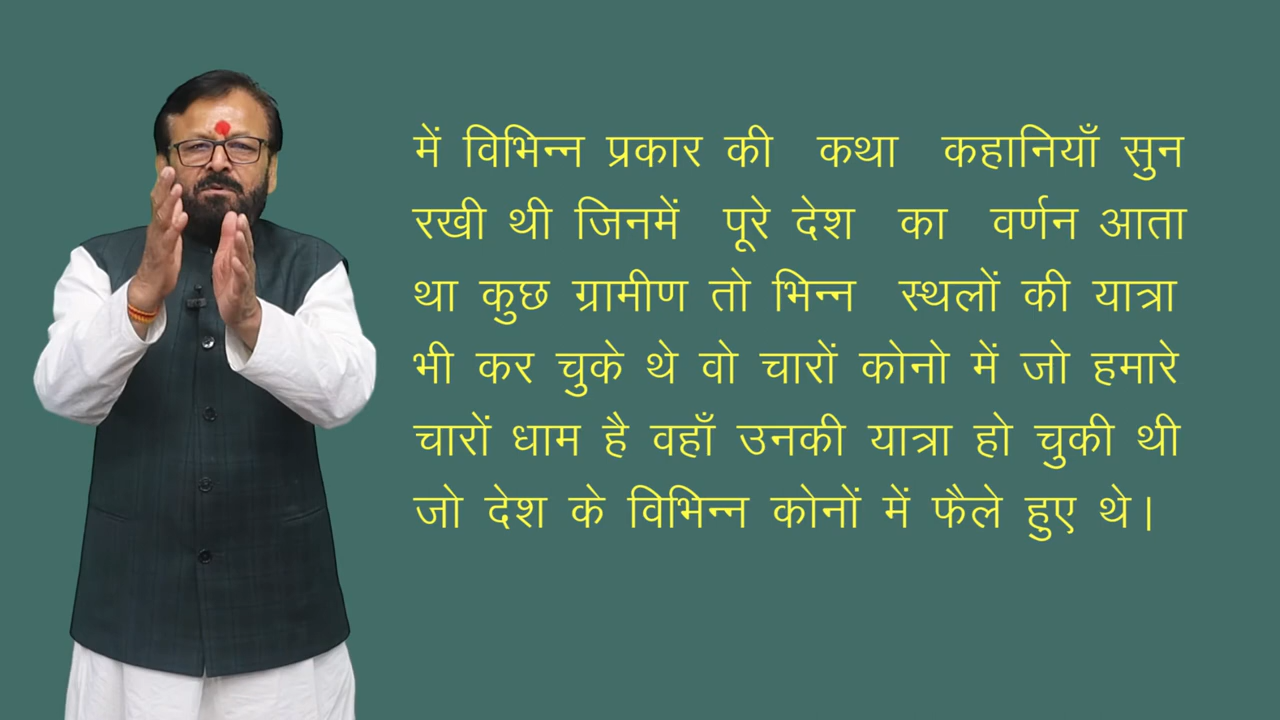 में विभिन्न प्रकार की कथा कहानियाँ सुन
रखी थी जिनमें पूरे देश का वर्णन आता
था कुछ ग्रामीण तो भिन्न स्थलों की यात्रा
भी कर चुके थे वो चारों कोनो में जो हमारे
चारों धाम है वहाँ उनकी यात्रा हो चुकी थी
जो देश के विभिन्न कोनों में फैले हुए थे।